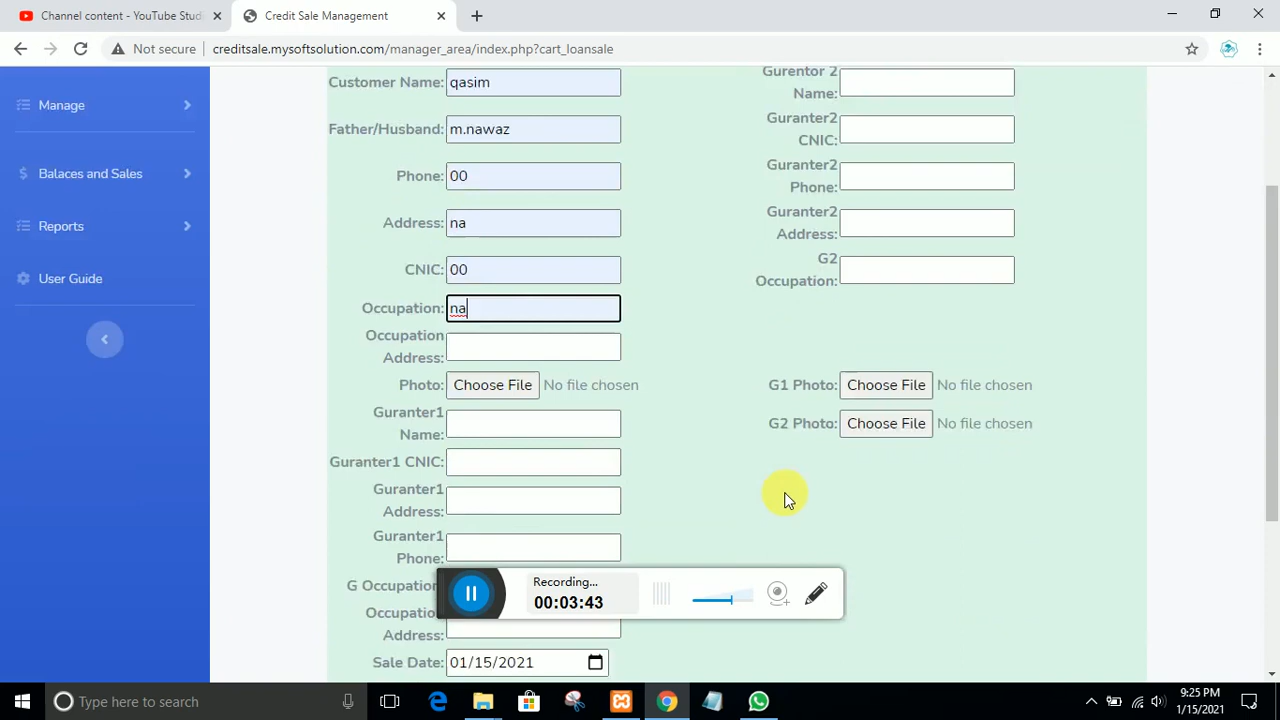 Channel content - YouTube Studi
Credit Sale Management
Not secure
creditsale.mysoftsolution.com/manager_area/index.php?cart_loansale
Manage
Balaces and Sales
Reports
User Guide
Customer Name: qasim
Father/Husband: m.nawaz
Phone: 00
Address: na
CNIC: 00
Occupation: na
Occupation
Address:
Photo: Choose File No file chosen
Guranter1
Name:
Guranter1 CNIC:
Guranter1
Address:
Guranter1
Phone:
G Occupation
Occupation
Address:
Sale Date: 01/15/2021
Gurentor 2
Name:
Guranter2
CNIC:
Guranter2
Phone:
Guranter2
Address:
G2
Occupation:
G1 Photo: Choose File No file chosen
G2 Photo: Choose File No file chosen
Recording...
00:03:43
Type here to search
9:25 PM
1/15/2021